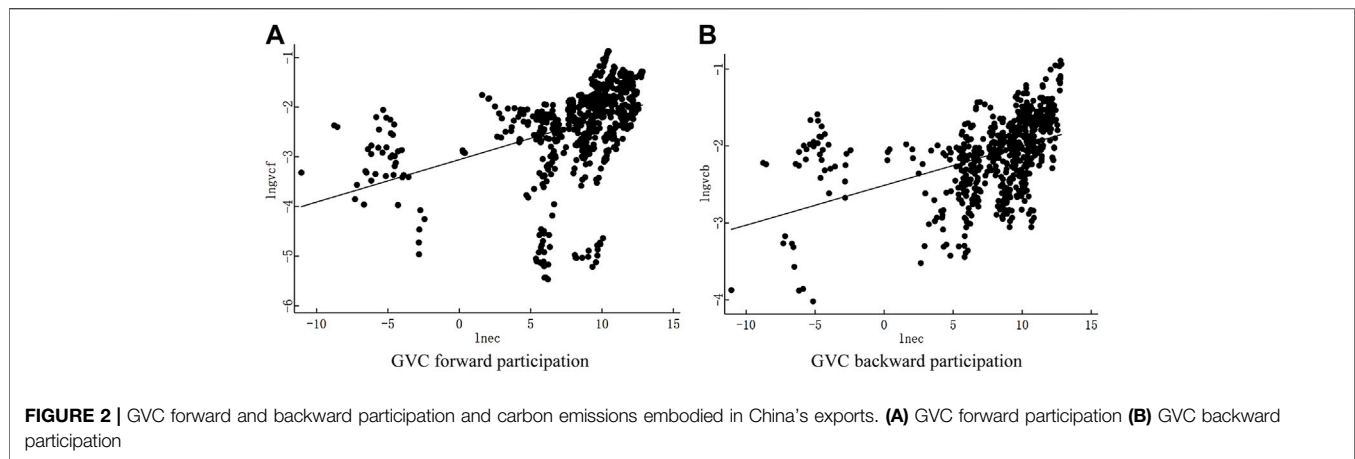 A
B
lngvcf
-1
-2
-3
-4
-5
-6
-10
-5
0
5
10
15
lnec
GVC forward participation
lngvcb
-1
-2
-3
-4
-10
-5
0
5
10
15
lnec
GVC backward participation
FIGURE 2 | GVC forward and backward participation and carbon emissions embodied in China's exports. (A) GVC forward participation (B) GVC backward
participation